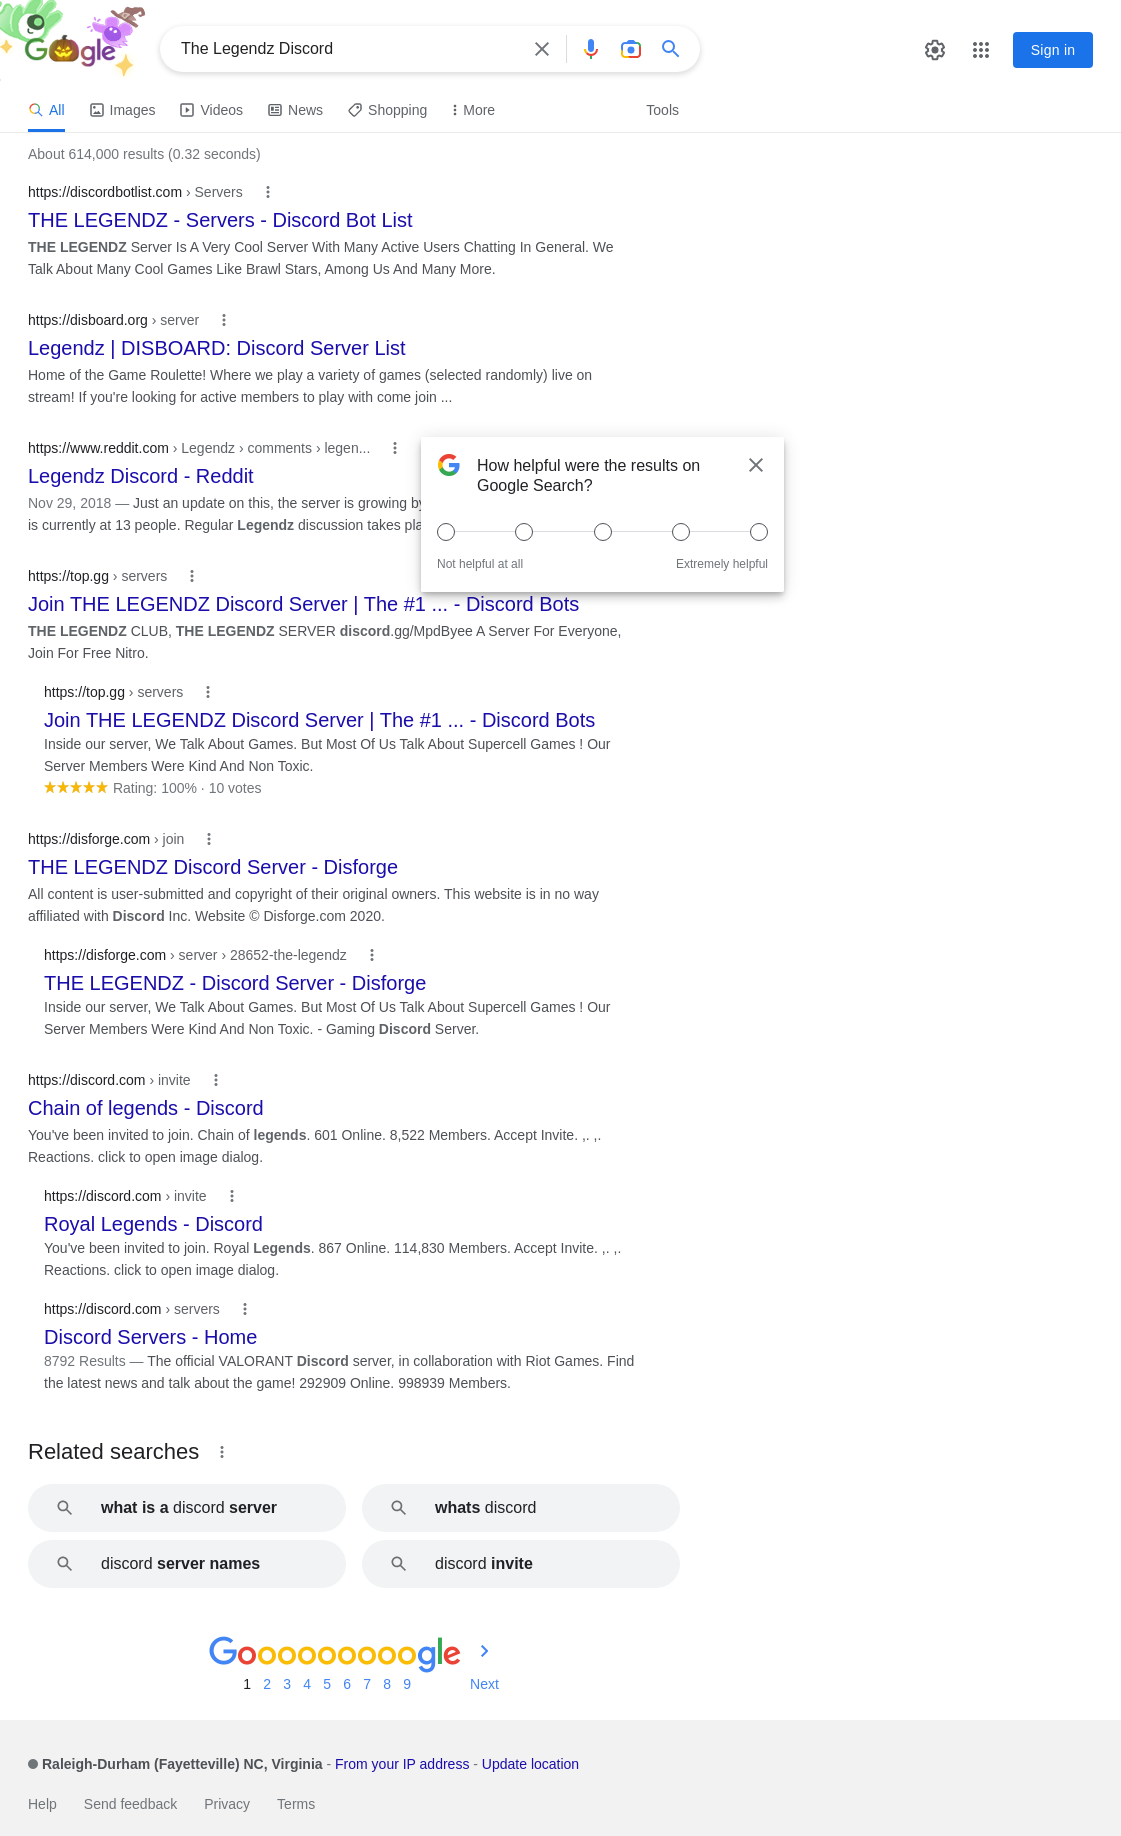 Google
The Legendz Discord
Sign in
All
Images
Videos
News
Shopping
More
Tools
About 614,000 results (0.32 seconds)
https://discordbotlist.com › Servers
THE LEGENDZ - Servers - Discord Bot List
THE LEGENDZ Server Is A Very Cool Server With Many Active Users Chatting In General. We
Talk About Many Cool Games Like Brawl Stars, Among Us And Many More.
https://disboard.org › server
Legendz | DISBOARD: Discord Server List
Home of the Game Roulette! Where we play a variety of games (selected randomly) live on
stream! If you're looking for active members to play with come join ...
https://www.reddit.com › Legendz › comments › legen...
Legendz Discord - Reddit
Nov 29, 2018 — Just an update on this, the server is growing by
is currently at 13 people. Regular Legendz discussion takes pla
How helpful were the results on
Google Search?
Not helpful at all
Extremely helpful
https://top.gg › servers
Join THE LEGENDZ Discord Server | The #1 ... - Discord Bots
THE LEGENDZ CLUB, THE LEGENDZ SERVER discord.gg/MpdByee A Server For Everyone,
Join For Free Nitro.
https://top.gg › servers
Join THE LEGENDZ Discord Server | The #1 ... - Discord Bots
Inside our server, We Talk About Games. But Most Of Us Talk About Supercell Games ! Our
Server Members Were Kind And Non Toxic.
Rating: 100% · 10 votes
https://disforge.com › join
THE LEGENDZ Discord Server - Disforge
All content is user-submitted and copyright of their original owners. This website is in no way
affiliated with Discord Inc. Website © Disforge.com 2020.
https://disforge.com › server › 28652-the-legendz
THE LEGENDZ - Discord Server - Disforge
Inside our server, We Talk About Games. But Most Of Us Talk About Supercell Games ! Our
Server Members Were Kind And Non Toxic. - Gaming Discord Server.
https://discord.com › invite
Chain of legends - Discord
You've been invited to join. Chain of legends. 601 Online. 8,522 Members. Accept Invite. ,. ,.
Reactions. click to open image dialog.
https://discord.com › invite
Royal Legends - Discord
You've been invited to join. Royal Legends. 867 Online. 114,830 Members. Accept Invite. ,. ,.
Reactions. click to open image dialog.
https://discord.com › servers
Discord Servers - Home
8792 Results — The official VALORANT Discord server, in collaboration with Riot Games. Find
the latest news and talk about the game! 292909 Online. 998939 Members.
Related searches
what is a discord server
whats discord
discord server names
discord invite
Goooooooooogle
1 2 3 4 5 6 7 8 9 Next
Raleigh-Durham (Fayetteville) NC, Virginia - From your IP address - Update location
Help Send feedback Privacy Terms